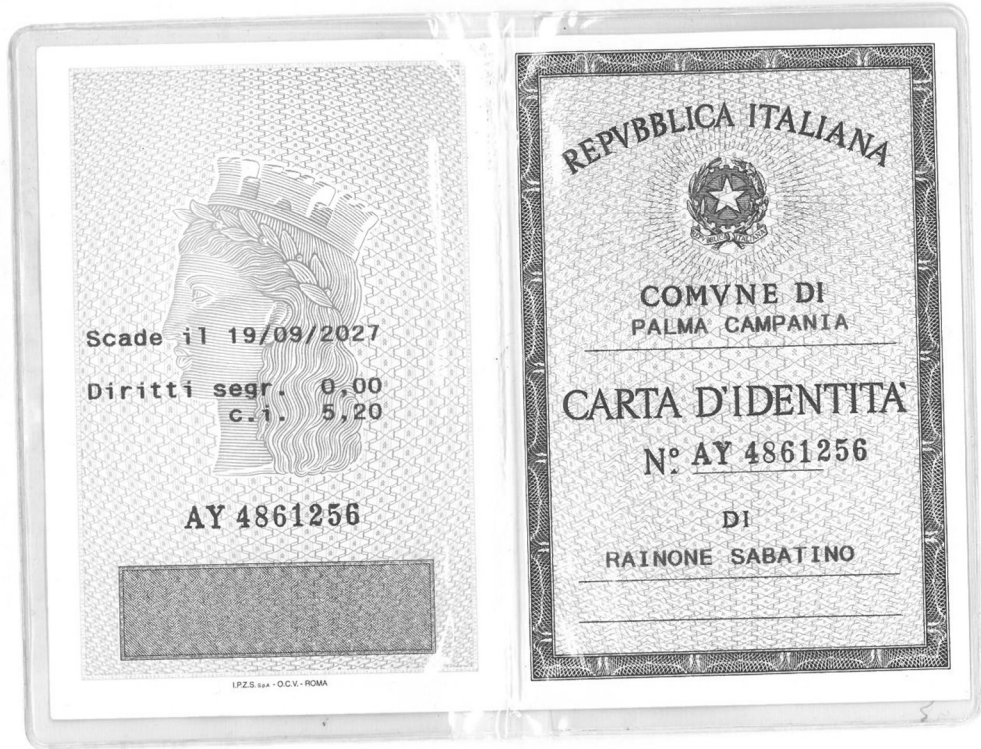 Scade il 19/09/2027
Diritti segr. 0,00
c.i. 5,20
AY 4861256
I.P.Z.S. S.p.A. - O.C.V. - ROMA
REPVBBLICA ITALIANA
COMVNE DI
PALMA CAMPANIA
CARTA D'IDENTITA'
Nº AY 4861256
DI
RAINONE SABATINO